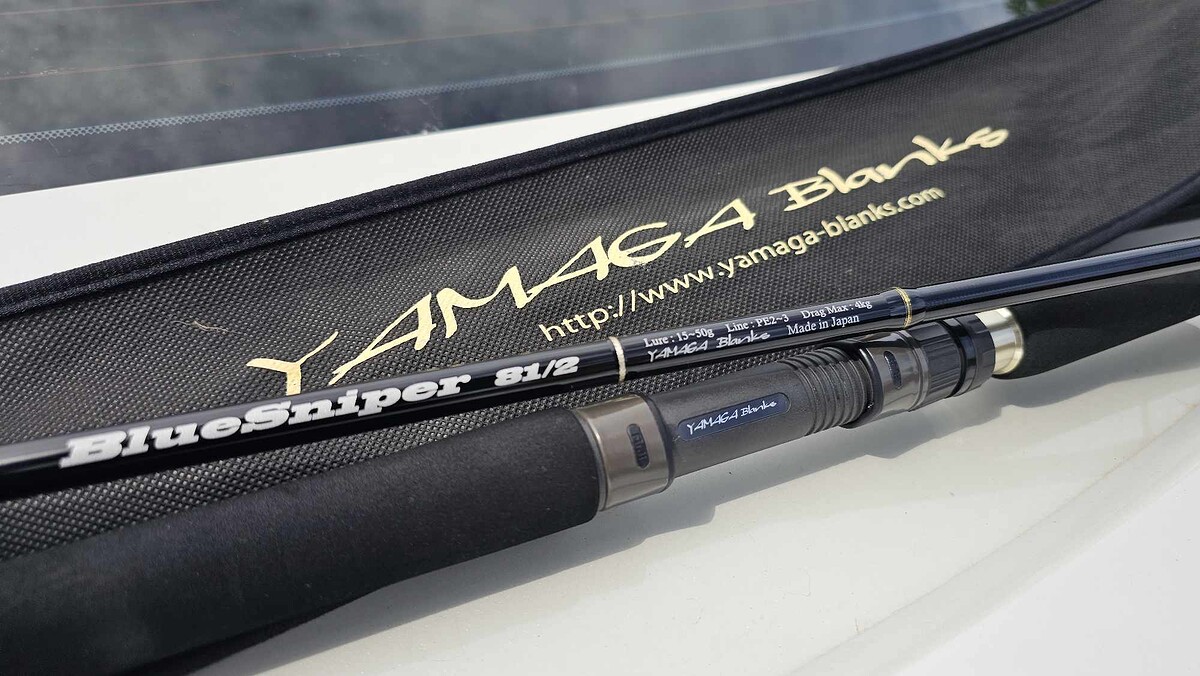 YAMAGA Blanks
http://www.yamaga-blanks.com
BlueSniper 81/2
Lure : 15~50g Line : PE2~3 Drag Max : 4kg
YAMAGA Blanks Made in Japan
YAMAGA Blanks